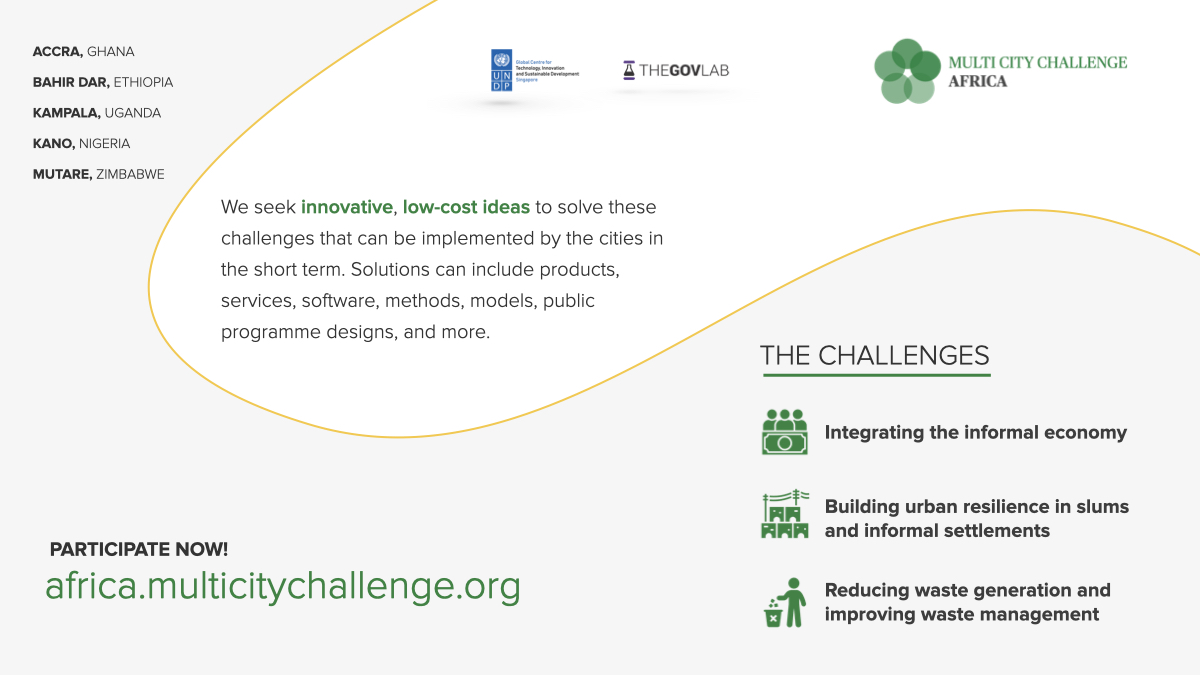 ACCRA, GHANA
BAHIR DAR, ETHIOPIA
KAMPALA, UGANDA
KANO, NIGERIA
MUTARE, ZIMBABWE
UN
DP
Global Centre for
Technology, Innovation
and Sustainable Development
Singapore
THEGOVLAB
MULTI CITY CHALLENGE
AFRICA
We seek innovative, low-cost ideas to solve these
challenges that can be implemented by the cities in
the short term. Solutions can include products,
services, software, methods, models, public
programme designs, and more.
THE CHALLENGES
Integrating the informal economy
Building urban resilience in slums
and informal settlements
Reducing waste generation and
improving waste management
PARTICIPATE NOW!
africa.multicitychallenge.org